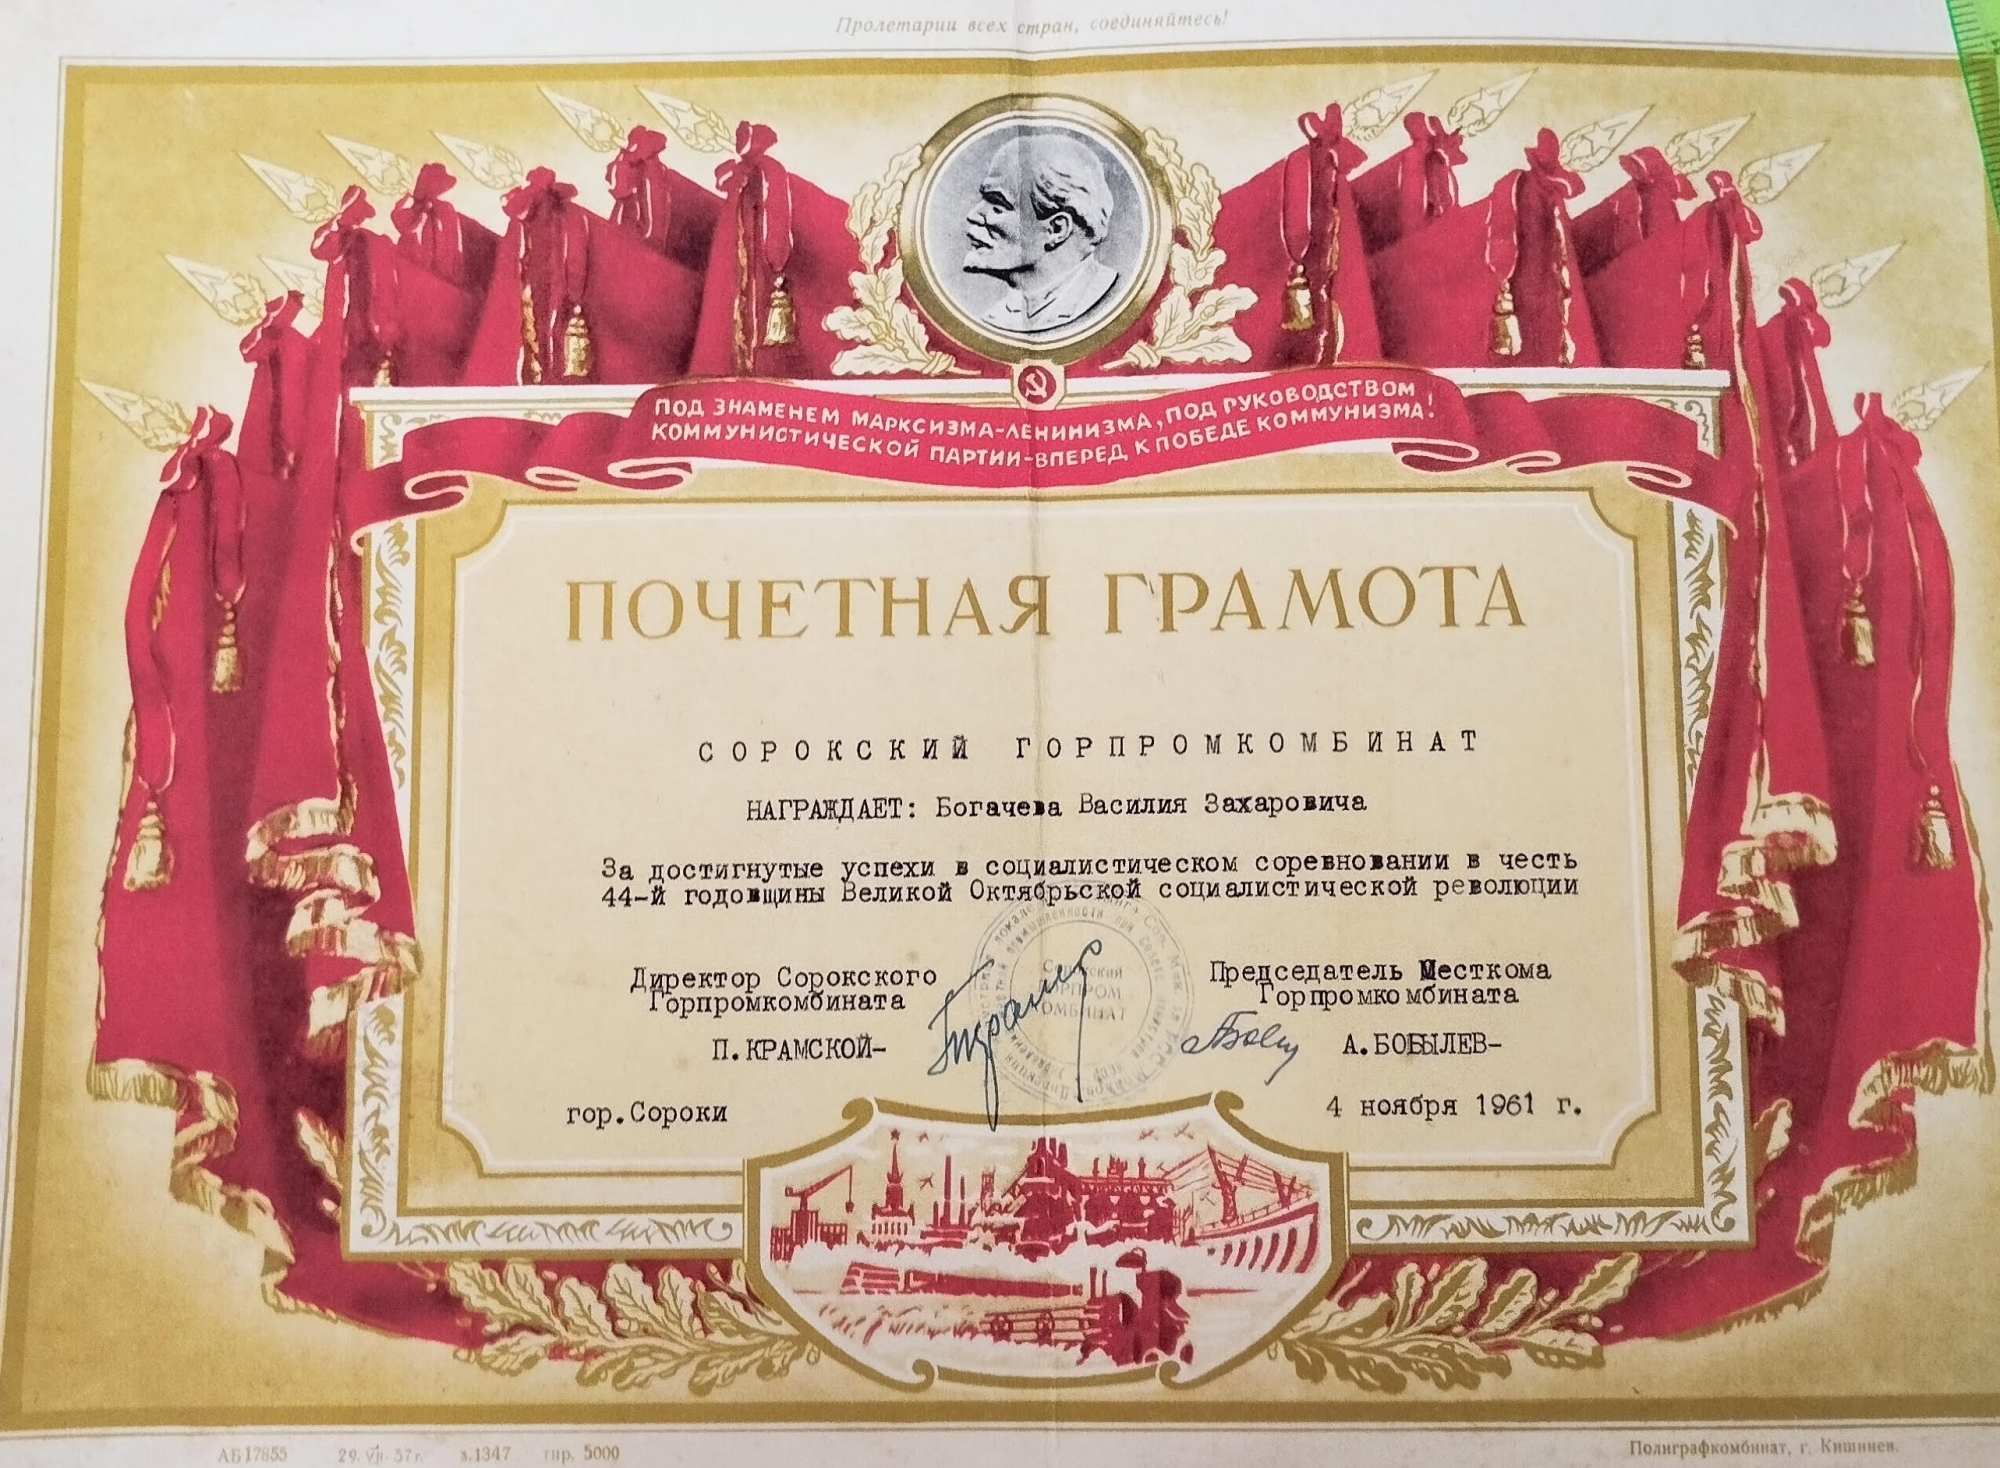 Пролетарии всех стран, соединяйтесь!
ПОД ЗНАМЕНЕМ МАРКСИЗМА-ЛЕНИНИЗМА, ПОД РУКОВОДСТВОМ
КОММУНИСТИЧЕСКОЙ ПАРТИИ-ВПЕРЕД К ПОБЕДЕ КОММУНИЗМА!
ПОЧЕТНАЯ ГРАМОТА
СОРОКСКИЙ ГОРПРОМКОМБИНАТ
НАГРАЖДАЕТ: Богачева Василия Захаровича
За достигнутые успехи в социалистическом соревновании в честь
44-й годовщины Великой Октябрьской социалистической революции
Директор Сорокского
Горпромкомбината
П.КРАМСКОЙ-
Сорокский
ГОРПРОМ
КОМБИНАТ
Председатель Месткома
Горпромкомбината
А.БОБЫЛЕВ-
гор.Сороки
4 ноября 1961 г.
АБ17855 29.VII.57г. з.1347 тир. 5000
Полиграфкомбинат, г. Кишинев.